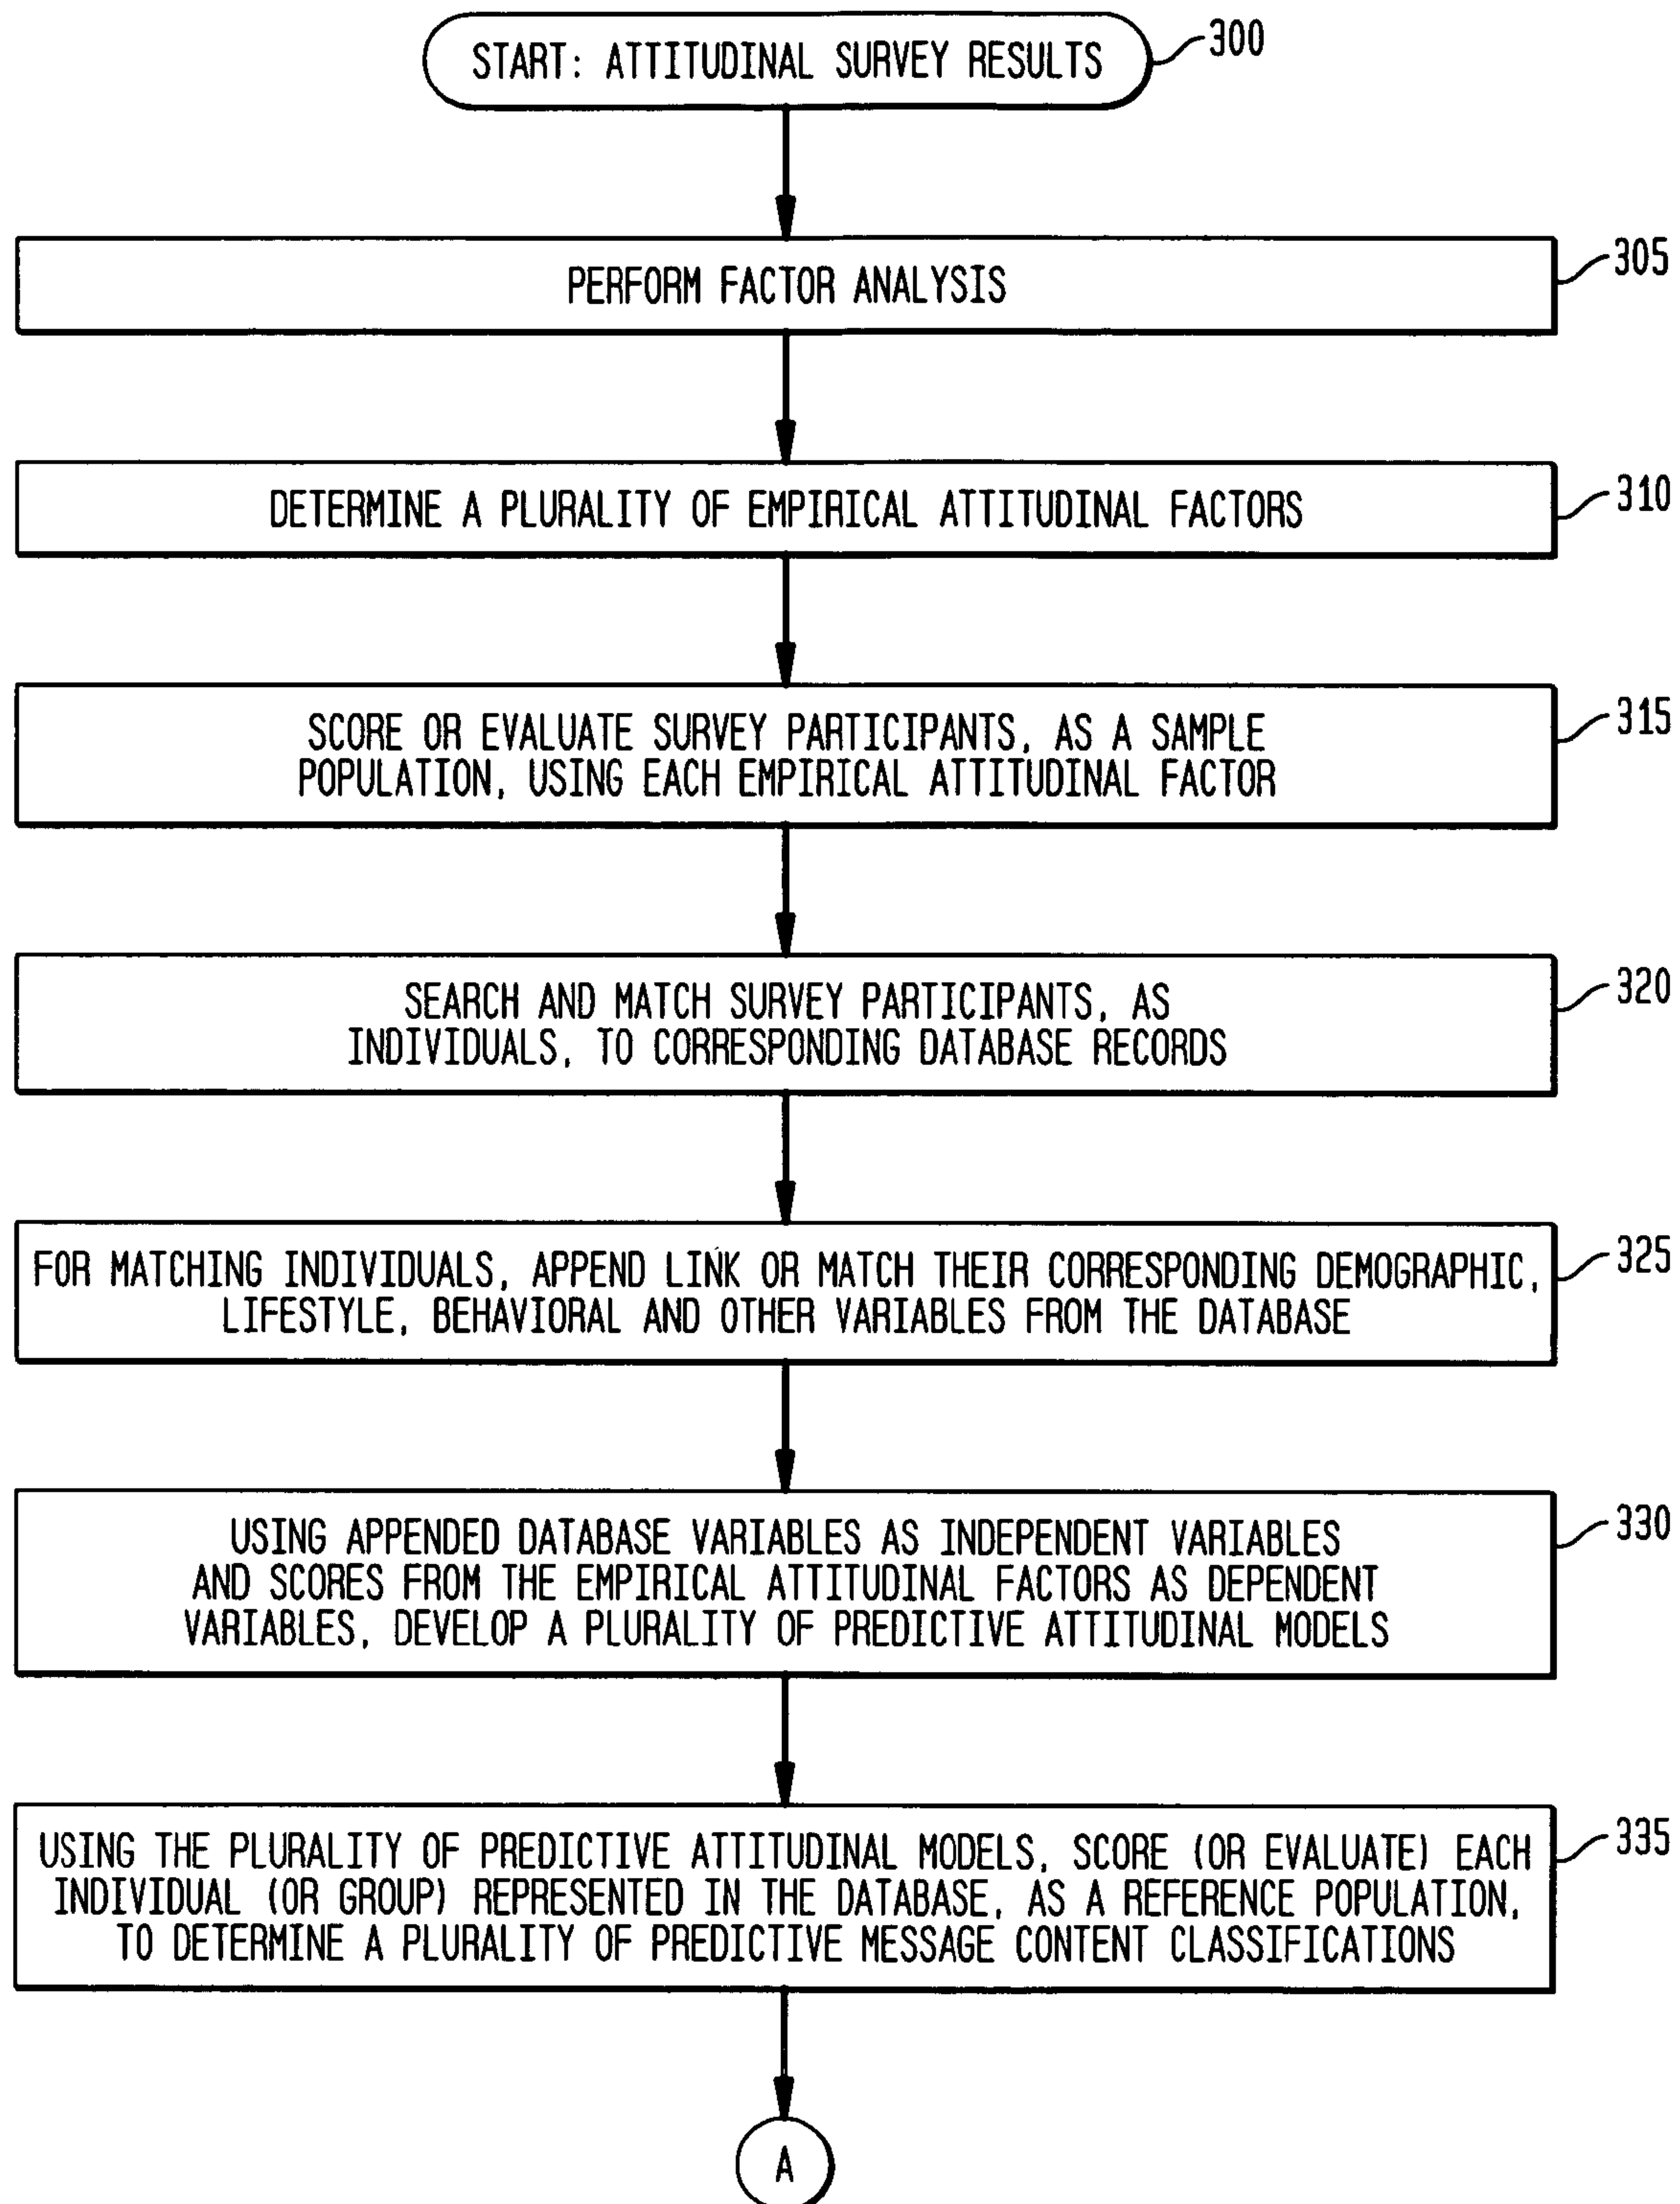 START: ATTITUDINAL SURVEY RESULTS
300
PERFORM FACTOR ANALYSIS
305
DETERMINE A PLURALITY OF EMPIRICAL ATTITUDINAL FACTORS
310
SCORE OR EVALUATE SURVEY PARTICIPANTS, AS A SAMPLE
POPULATION, USING EACH EMPIRICAL ATTITUDINAL FACTOR
315
SEARCH AND MATCH SURVEY PARTICIPANTS, AS
INDIVIDUALS, TO CORRESPONDING DATABASE RECORDS
320
FOR MATCHING INDIVIDUALS, APPEND LINK OR MATCH THEIR CORRESPONDING DEMOGRAPHIC,
LIFESTYLE, BEHAVIORAL AND OTHER VARIABLES FROM THE DATABASE
325
USING APPENDED DATABASE VARIABLES AS INDEPENDENT VARIABLES
AND SCORES FROM THE EMPIRICAL ATTITUDINAL FACTORS AS DEPENDENT
VARIABLES, DEVELOP A PLURALITY OF PREDICTIVE ATTITUDINAL MODELS
330
USING THE PLURALITY OF PREDICTIVE ATTITUDINAL MODELS, SCORE (OR EVALUATE) EACH
INDIVIDUAL (OR GROUP) REPRESENTED IN THE DATABASE, AS A REFERENCE POPULATION,
TO DETERMINE A PLURALITY OF PREDICTIVE MESSAGE CONTENT CLASSIFICATIONS
335
A